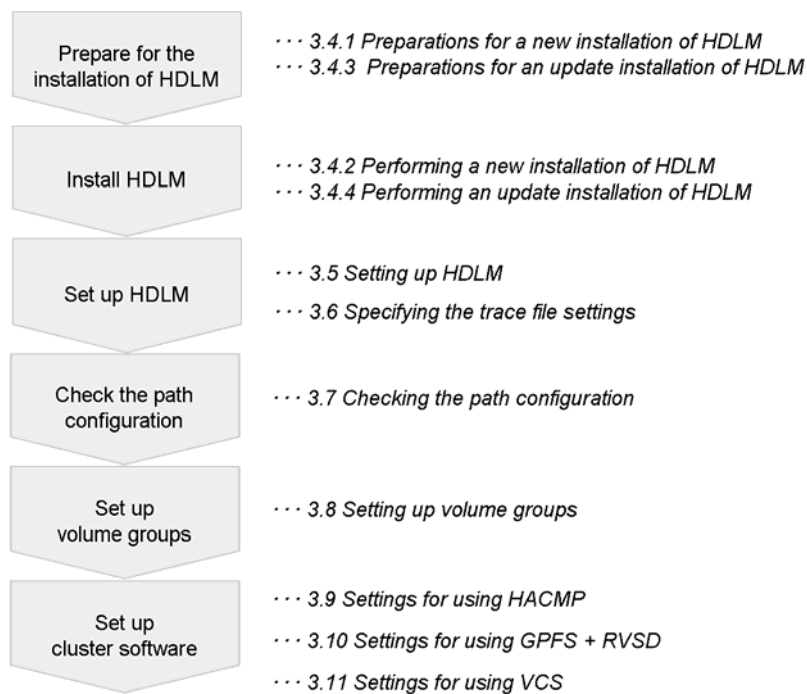 Prepare for the
installation of HDLM
··· 3.4.1 Preparations for a new installation of HDLM
··· 3.4.3 Preparations for an update installation of HDLM
Install HDLM
··· 3.4.2 Performing a new installation of HDLM
··· 3.4.4 Performing an update installation of HDLM
Set up HDLM
··· 3.5 Setting up HDLM
··· 3.6 Specifying the trace file settings
Check the path
configuration
··· 3.7 Checking the path configuration
Set up
volume groups
··· 3.8 Setting up volume groups
Set up
cluster software
··· 3.9 Settings for using HACMP
··· 3.10 Settings for using GPFS + RVSD
··· 3.11 Settings for using VCS